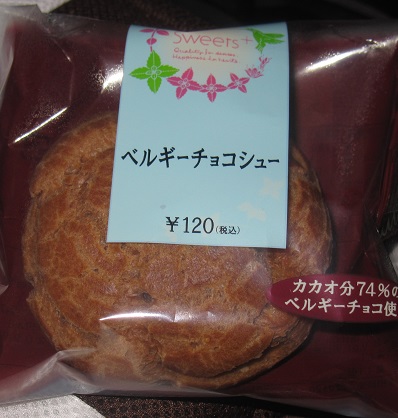 Sweets+
ベルギーチョコシュー
¥120(税込)
カカオ分74%の
ベルギーチョコ使